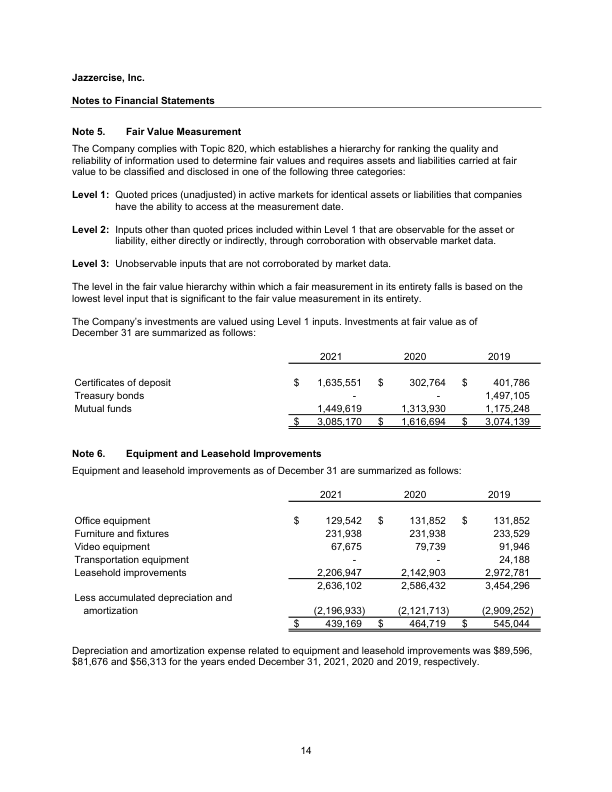 Jazzercise, Inc.
Notes to Financial Statements
Note 5. Fair Value Measurement
The Company complies with Topic 820, which establishes a hierarchy for ranking the quality and
reliability of information used to determine fair values and requires assets and liabilities carried at fair
value to be classified and disclosed in one of the following three categories:
Level 1: Quoted prices (unadjusted) in active markets for identical assets or liabilities that companies
have the ability to access at the measurement date.
Level 2: Inputs other than quoted prices included within Level 1 that are observable for the asset or
liability, either directly or indirectly, through corroboration with observable market data.
Level 3: Unobservable inputs that are not corroborated by market data.
The level in the fair value hierarchy within which a fair measurement in its entirety falls is based on the
lowest level input that is significant to the fair value measurement in its entirety.
The Company's investments are valued using Level 1 inputs. Investments at fair value as of
December 31 are summarized as follows:
2021 2020 2019
Certificates of deposit $ 1,635,551 $ 302,764 $ 401,786
Treasury bonds - - 1,497,105
Mutual funds 1,449,619 1,313,930 1,175,248
$ 3,085,170 $ 1,616,694 $ 3,074,139
Note 6. Equipment and Leasehold Improvements
Equipment and leasehold improvements as of December 31 are summarized as follows:
2021 2020 2019
Office equipment $ 129,542 $ 131,852 $ 131,852
Furniture and fixtures 231,938 231,938 233,529
Video equipment 67,675 79,739 91,946
Transportation equipment - - 24,188
Leasehold improvements 2,206,947 2,142,903 2,972,781
2,636,102 2,586,432 3,454,296
Less accumulated depreciation and
amortization (2,196,933) (2,121,713) (2,909,252)
$ 439,169 $ 464,719 $ 545,044
Depreciation and amortization expense related to equipment and leasehold improvements was $89,596,
$81,676 and $56,313 for the years ended December 31, 2021, 2020 and 2019, respectively.
14